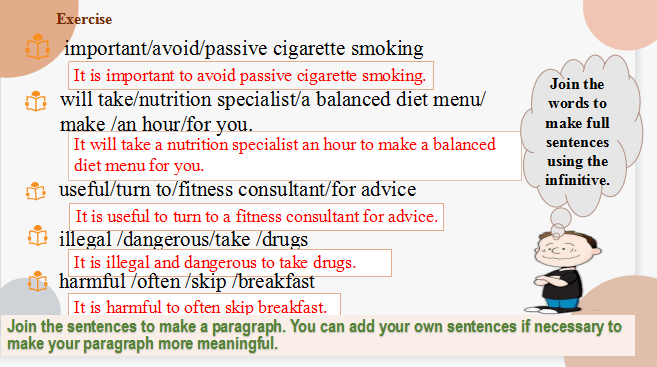 Exercise
important/avoid/passive cigarette smoking
It is important to avoid passive cigarette smoking.
will take/nutrition specialist/a balanced diet menu/
make /an hour/for you.
It will take a nutrition specialist an hour to make a balanced
diet menu for you.
useful/turn to/fitness consultant/for advice
It is useful to turn to a fitness consultant for advice.
illegal /dangerous/take /drugs
It is illegal and dangerous to take drugs.
harmful /often /skip /breakfast
It is harmful to often skip breakfast.
Join the
words to
make full
sentences
using the
infinitive.
Join the sentences to make a paragraph. You can add your own sentences if necessary to
make your paragraph more meaningful.